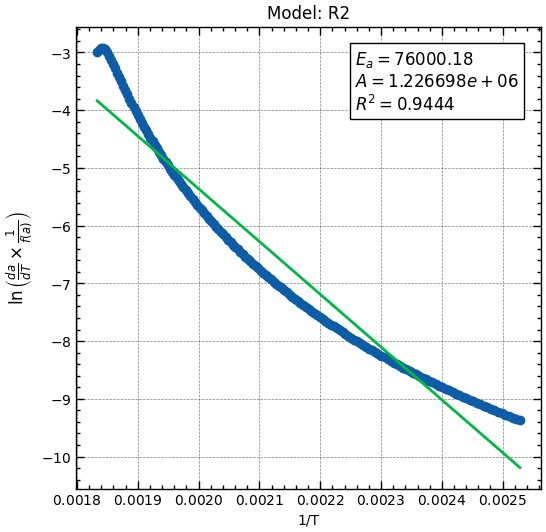 Model: R2
E_a = 76000.18
A = 1.226698e + 06
R^2 = 0.9444
ln (da/dT × 1/f(a))
−3
−4
−5
−6
−7
−8
−9
−10
0.0018 0.0019 0.0020 0.0021 0.0022 0.0023 0.0024 0.0025
1/T